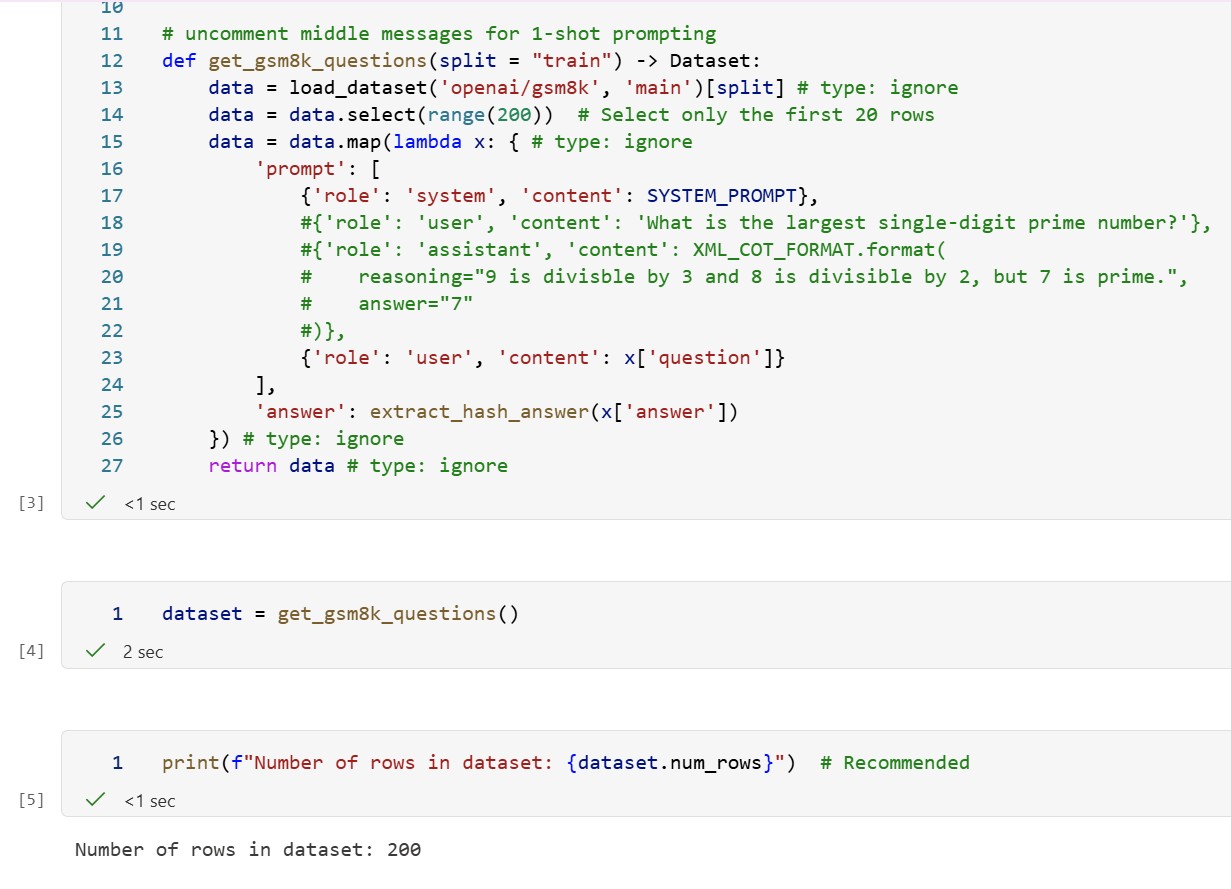 10
11 # uncomment middle messages for 1-shot prompting
12 def get_gsm8k_questions(split = "train") -> Dataset:
13     data = load_dataset('openai/gsm8k', 'main')[split] # type: ignore
14     data = data.select(range(200))  # Select only the first 20 rows
15     data = data.map(lambda x: { # type: ignore
16         'prompt': [
17             {'role': 'system', 'content': SYSTEM_PROMPT},
18             #{'role': 'user', 'content': 'What is the largest single-digit prime number?'},
19             #{'role': 'assistant', 'content': XML_COT_FORMAT.format(
20             #    reasoning="9 is divisble by 3 and 8 is divisible by 2, but 7 is prime.",
21             #    answer="7"
22             #)},
23             {'role': 'user', 'content': x['question']}
24         ],
25         'answer': extract_hash_answer(x['answer'])
26     }) # type: ignore
27     return data # type: ignore
[3] <1 sec
1 dataset = get_gsm8k_questions()
[4] 2 sec
1 print(f"Number of rows in dataset: {dataset.num_rows}")  # Recommended
[5] <1 sec
Number of rows in dataset: 200